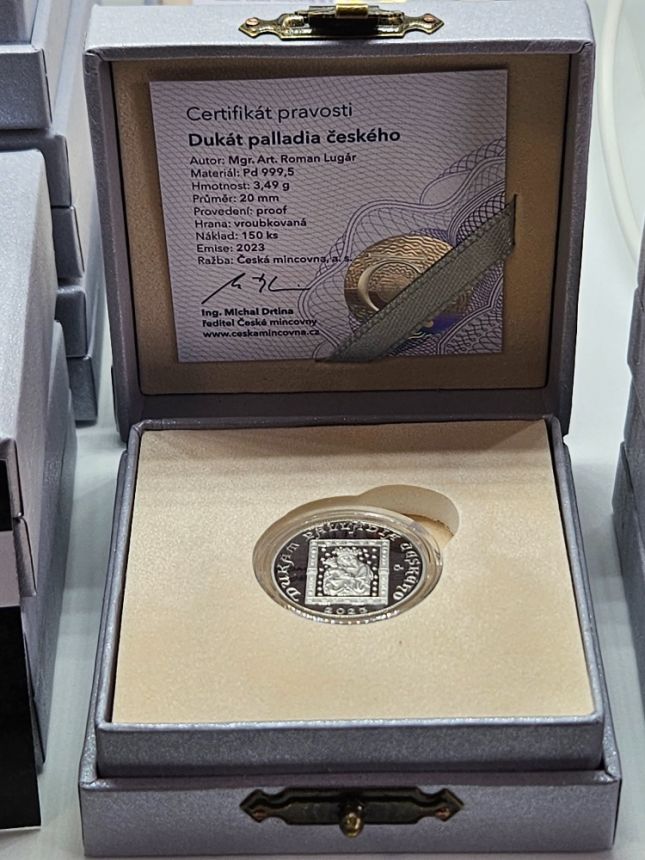 Certifikát pravosti
Dukát palladia českého
Autor: Mgr. Art. Roman Lugár
Materiál: Pd 999,5
Hmotnost: 3,49 g
Průměr: 20 mm
Provedení: proof
Hrana: vroubkovaná
Náklad: 150 ks
Emise: 2023
Ražba: Česká mincovna, a. s.
Ing. Michal Drtina
ředitel České mincovny
www.ceskamincovna.cz
DUKÁT PALLADIA ČESKÉHO
2023